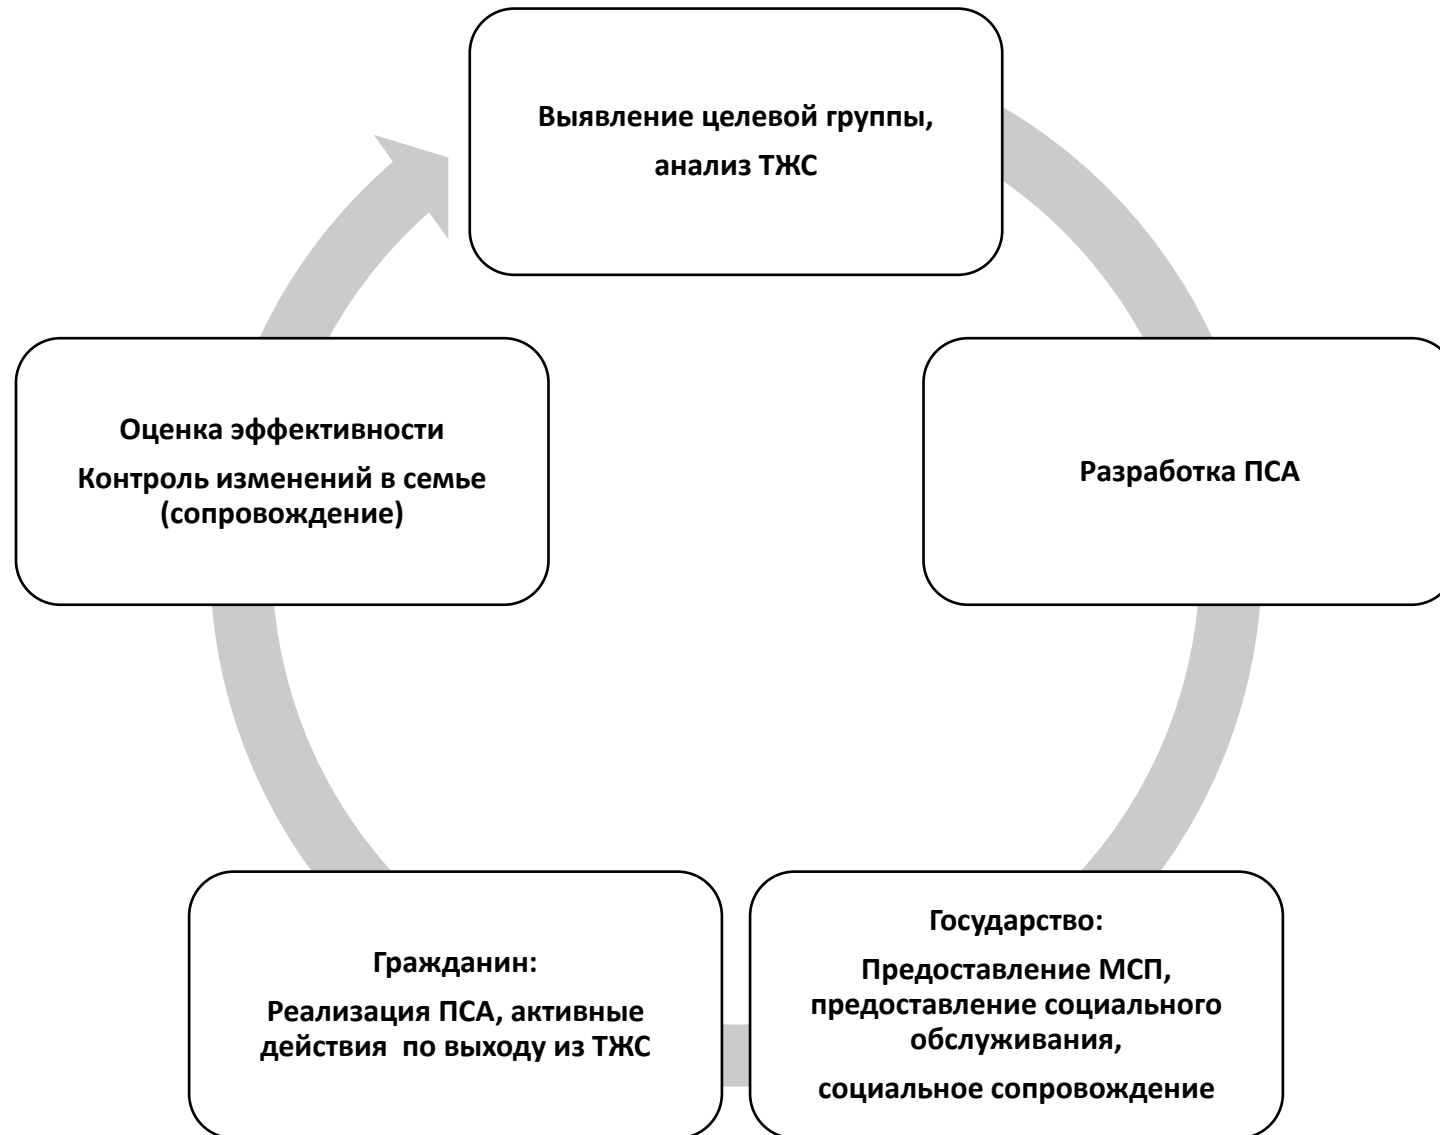 Выявление целевой группы,
анализ ТЖС
Разработка ПСА
Государство:
Предоставление МСП,
предоставление социального
обслуживания,
социальное сопровождение
Гражданин:
Реализация ПСА, активные
действия  по выходу из ТЖС
Оценка эффективности
Контроль изменений в семье
(сопровождение)